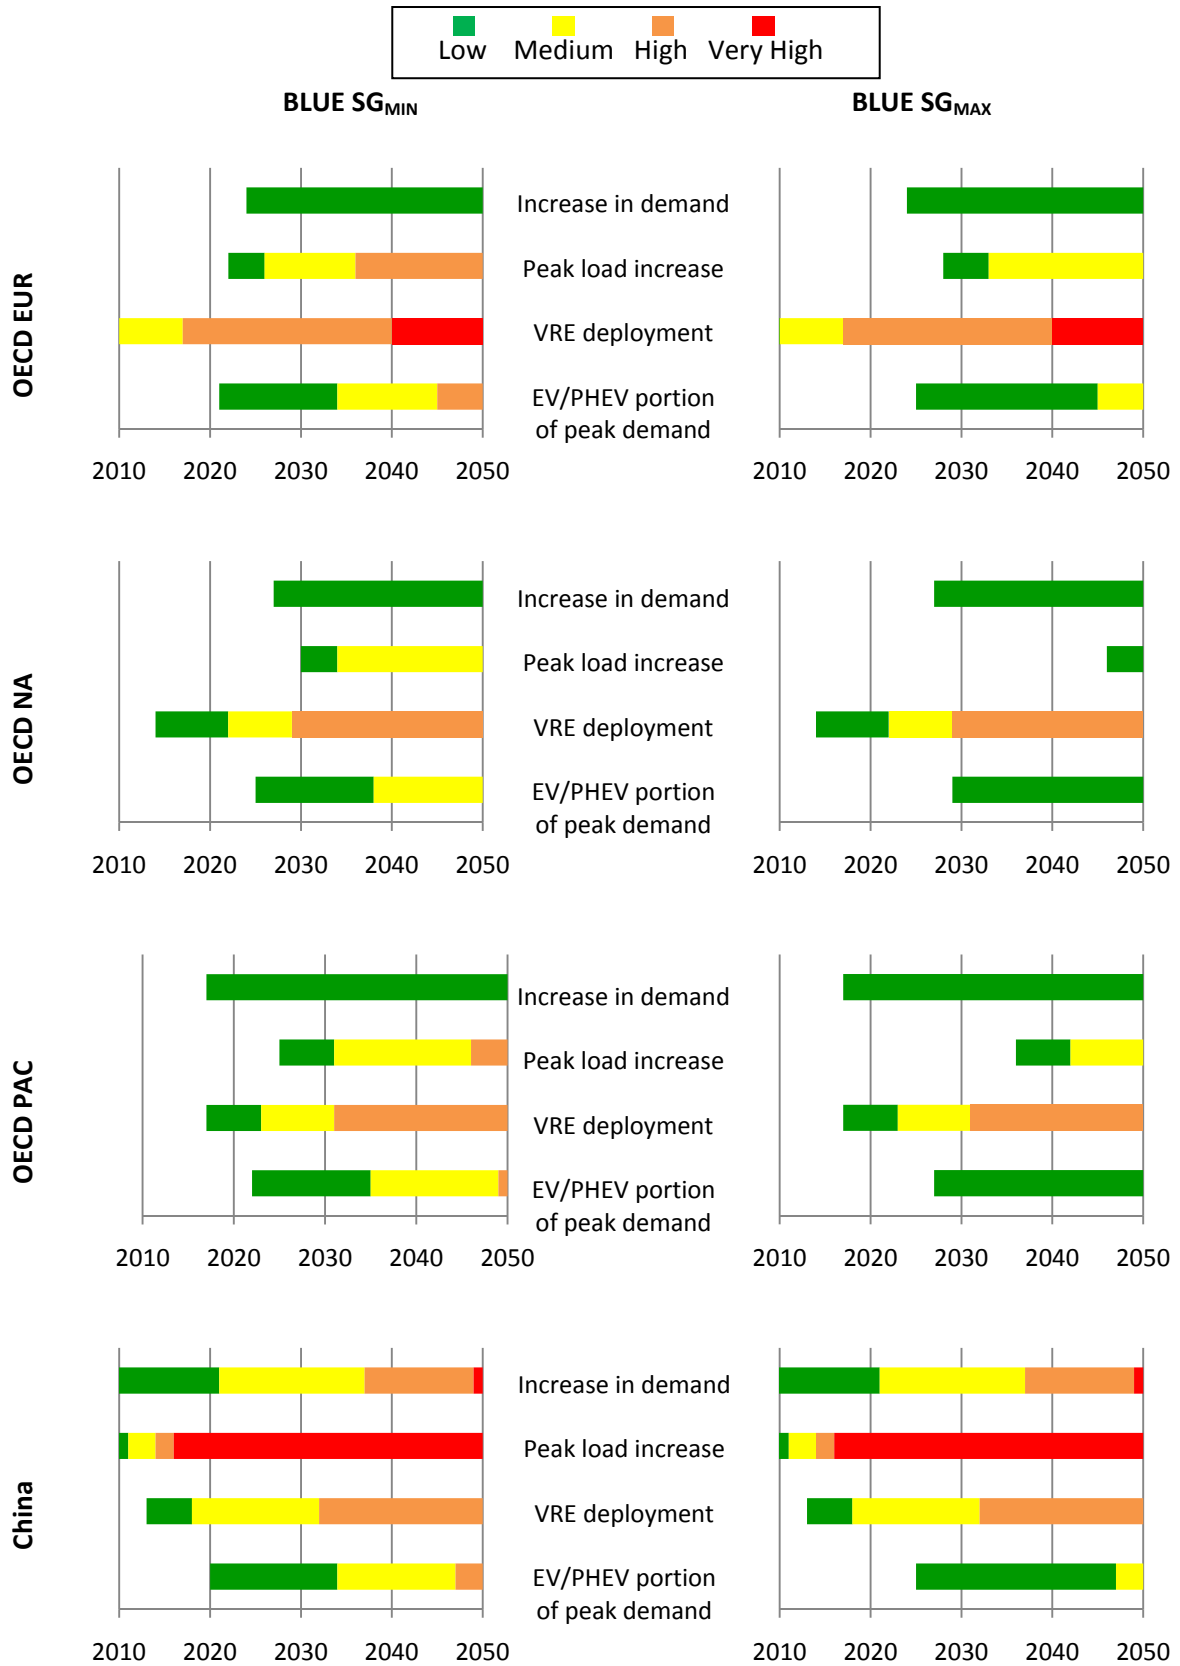 Low Medium High Very High
BLUE SG_MIN BLUE SG_MAX
OECD EUR
Increase in demand
Peak load increase
VRE deployment
EV/PHEV portion
of peak demand
2010 2020 2030 2040 2050 2010 2020 2030 2040 2050
OECD NA
Increase in demand
Peak load increase
VRE deployment
EV/PHEV portion
of peak demand
2010 2020 2030 2040 2050 2010 2020 2030 2040 2050
OECD PAC
Increase in demand
Peak load increase
VRE deployment
EV/PHEV portion
of peak demand
2010 2020 2030 2040 2050 2010 2020 2030 2040 2050
China
Increase in demand
Peak load increase
VRE deployment
EV/PHEV portion
of peak demand
2010 2020 2030 2040 2050 2010 2020 2030 2040 2050